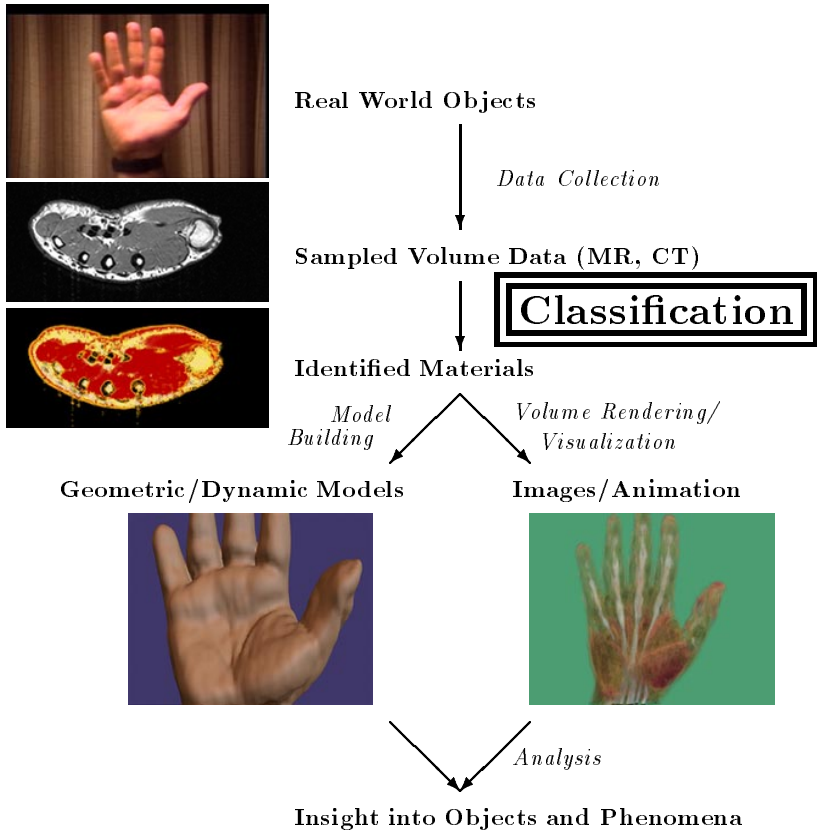 Real World Objects
Data Collection
Sampled Volume Data (MR, CT)
Classification
Identified Materials
Model
Building
Volume Rendering/
Visualization
Geometric/Dynamic Models
Images/Animation
Analysis
Insight into Objects and Phenomena